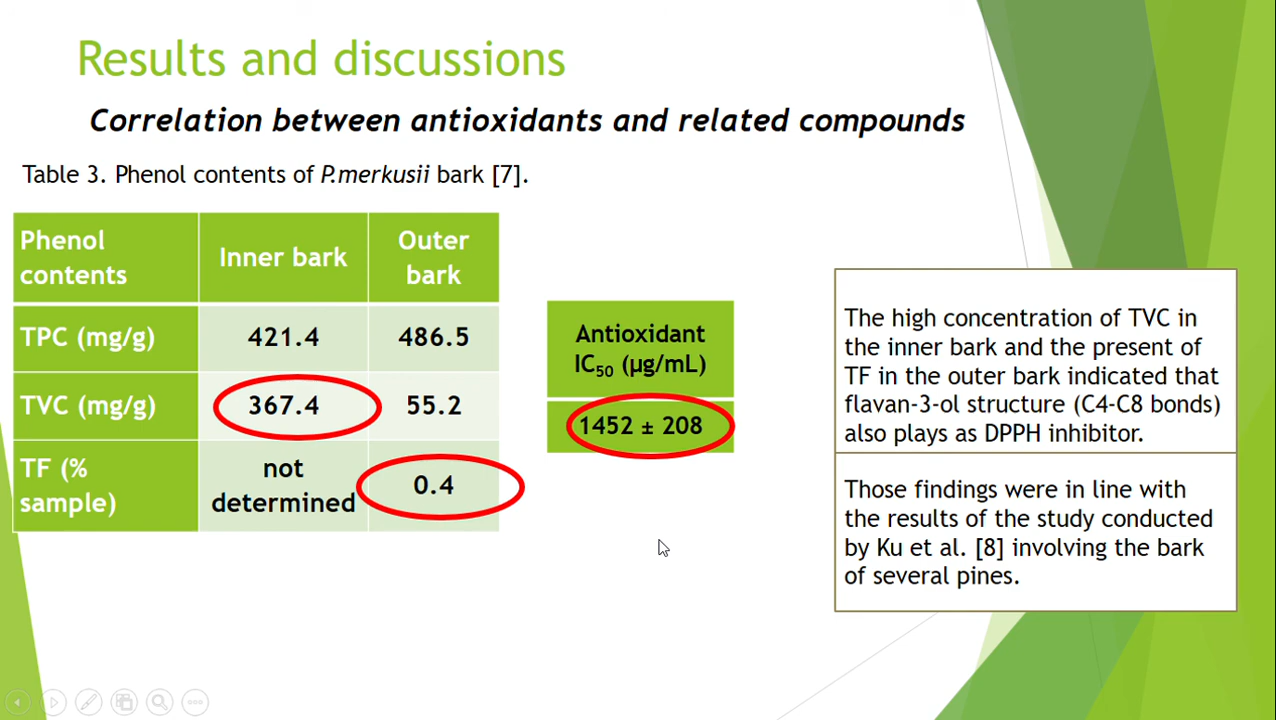 Results and discussions
Correlation between antioxidants and related compounds
Table 3. Phenol contents of P.merkusii bark [7].
Phenol
contents
Inner bark
Outer
bark
TPC (mg/g)
421.4
486.5
TVC (mg/g)
367.4
55.2
TF (%
sample)
not
determined
0.4
Antioxidant
IC₅₀ (µg/mL)
1452 ± 208
The high concentration of TVC in
the inner bark and the present of
TF in the outer bark indicated that
flavan-3-ol structure (C4-C8 bonds)
also plays as DPPH inhibitor.
Those findings were in line with
the results of the study conducted
by Ku et al. [8] involving the bark
of several pines.